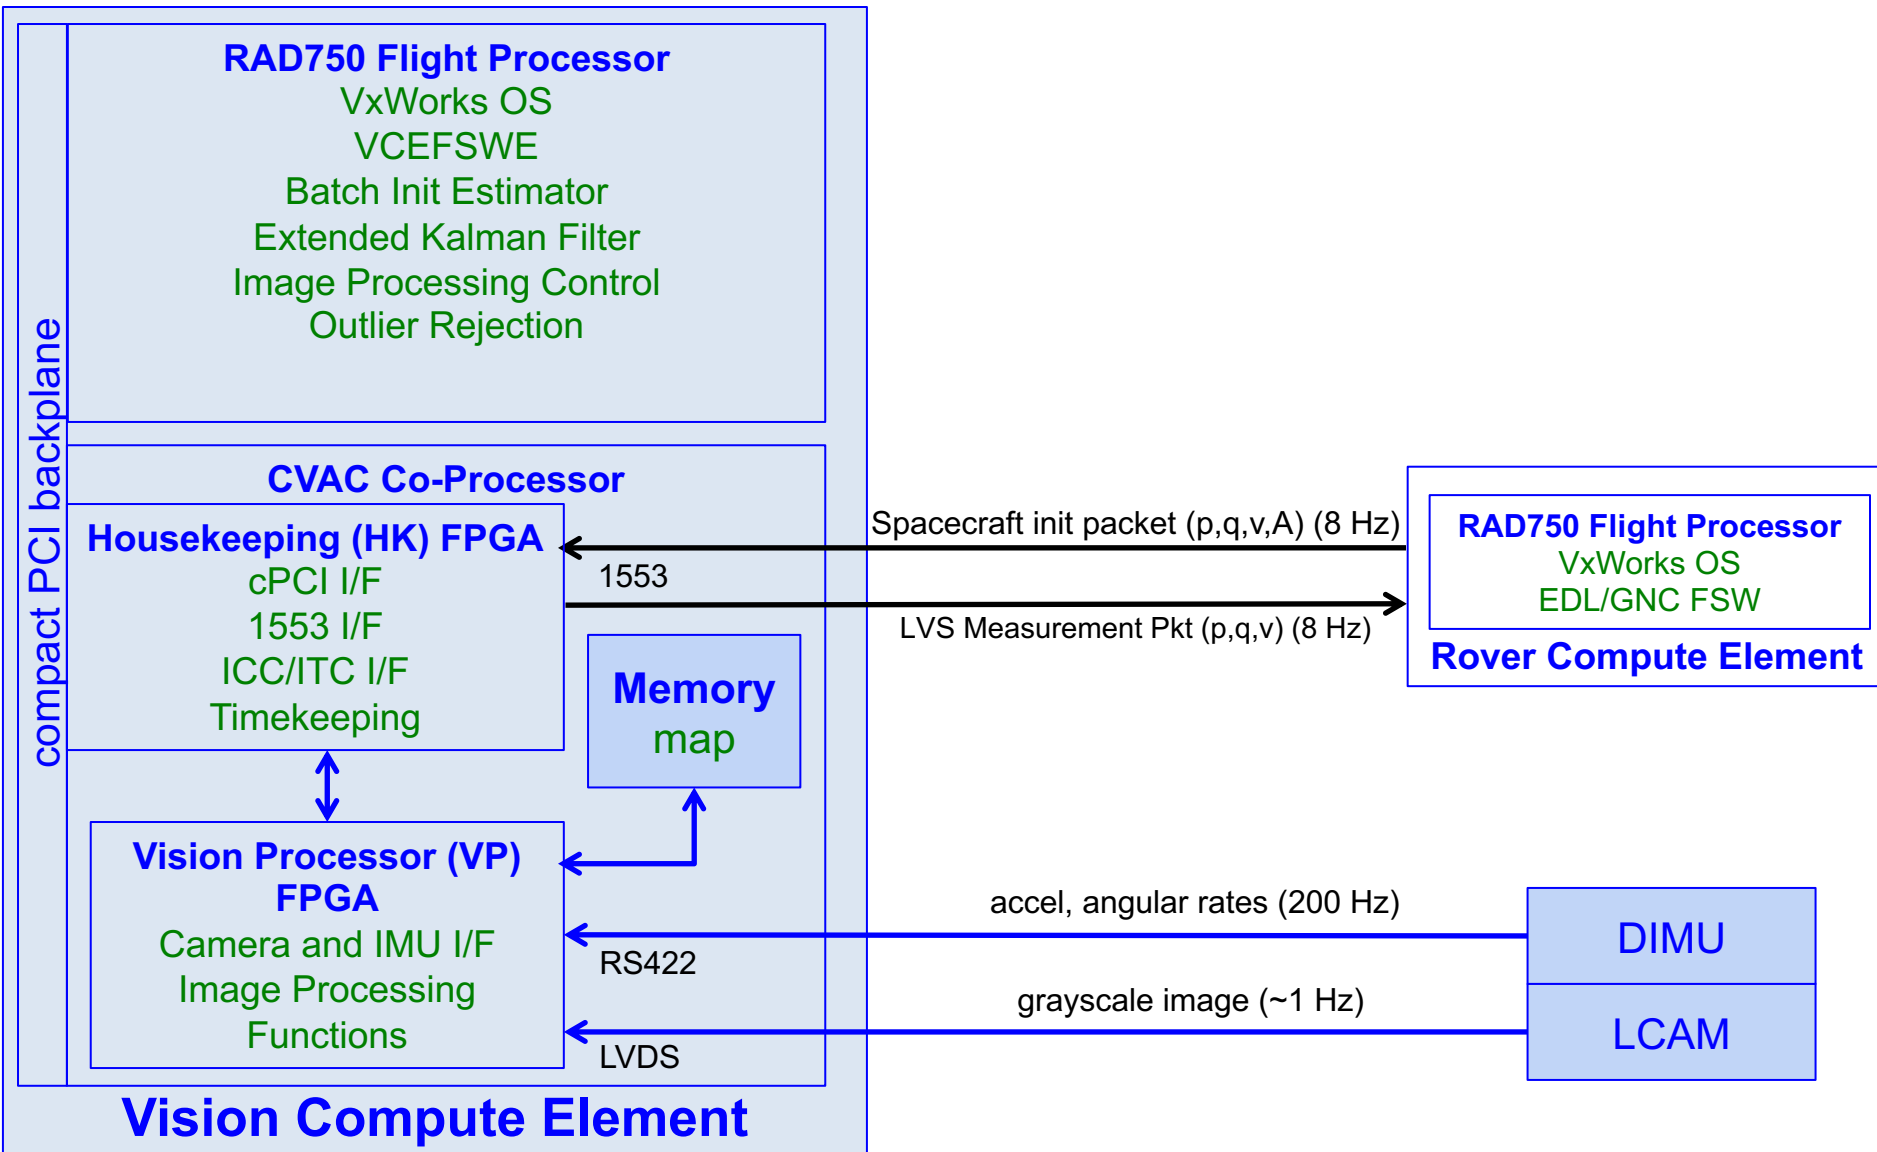 RAD750 Flight Processor
VxWorks OS
VCEFSWE
Batch Init Estimator
Extended Kalman Filter
Image Processing Control
Outlier Rejection
compact PCI backplane
CVAC Co-Processor
Housekeeping (HK) FPGA
cPCI I/F
1553 I/F
ICC/ITC I/F
Timekeeping
Memory
map
Vision Processor (VP)
FPGA
Camera and IMU I/F
Image Processing
Functions
Vision Compute Element
Spacecraft init packet (p,q,v,A) (8 Hz)
1553
LVS Measurement Pkt (p,q,v) (8 Hz)
RAD750 Flight Processor
VxWorks OS
EDL/GNC FSW
Rover Compute Element
accel, angular rates (200 Hz)
RS422
DIMU
grayscale image (~1 Hz)
LVDS
LCAM